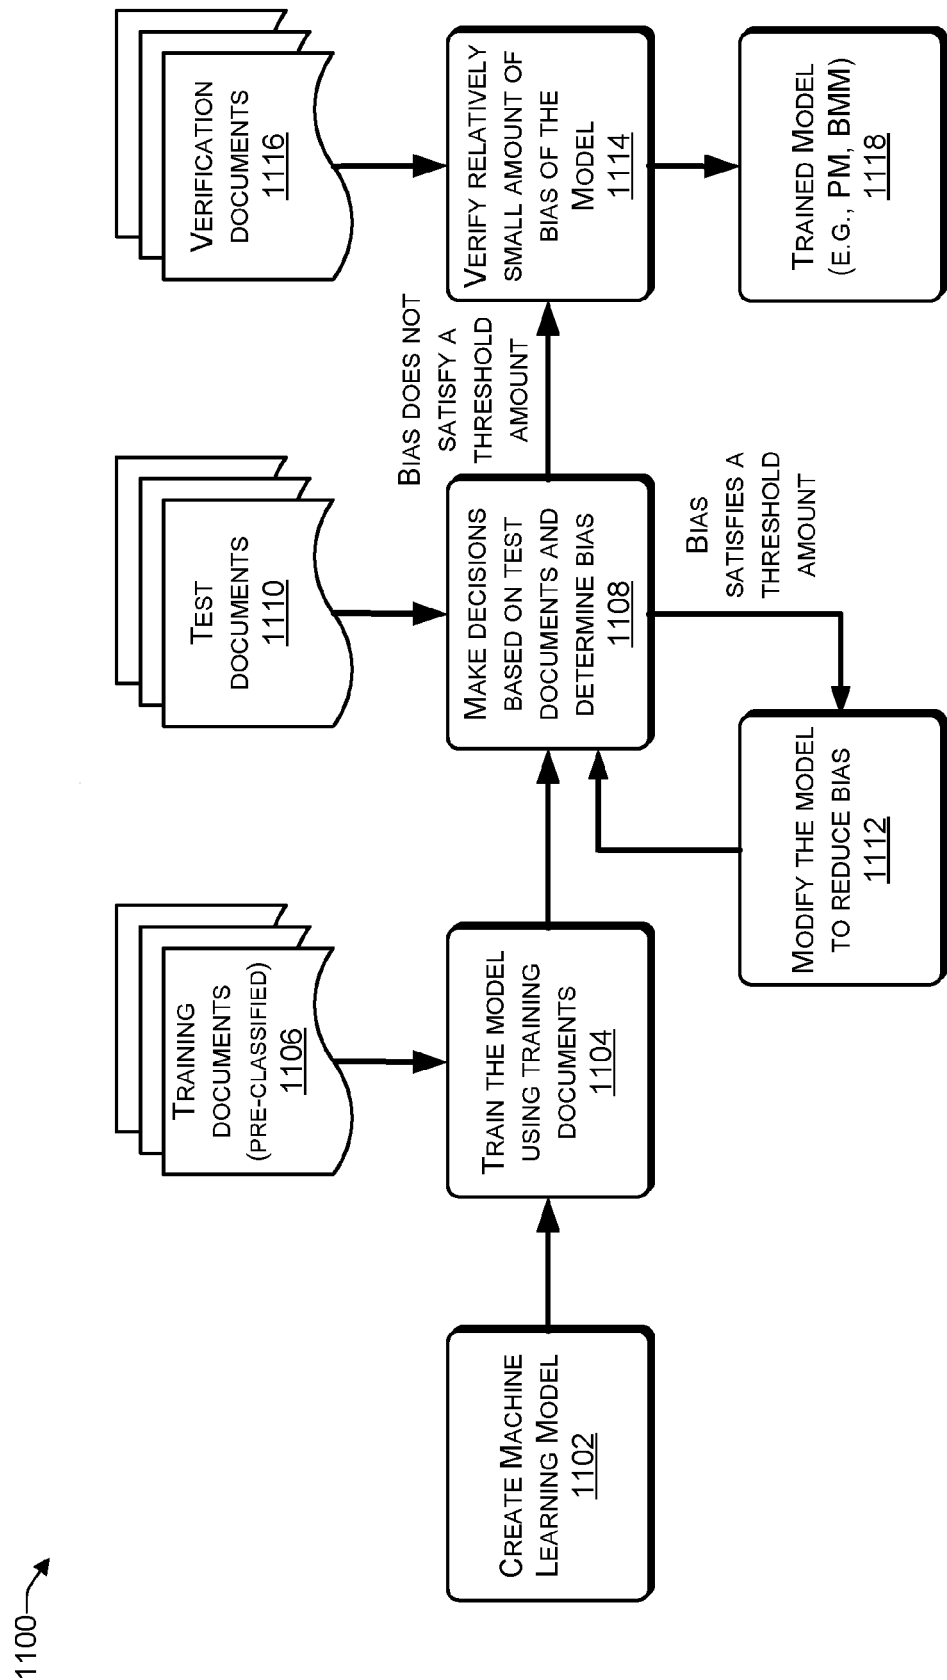 1100
TRAINING
DOCUMENTS
(PRE-CLASSIFIED)
1106
TEST
DOCUMENTS
1110
VERIFICATION
DOCUMENTS
1116
CREATE MACHINE
LEARNING MODEL
1102
TRAIN THE MODEL
USING TRAINING
DOCUMENTS
1104
MAKE DECISIONS
BASED ON TEST
DOCUMENTS AND
DETERMINE BIAS
1108
BIAS DOES NOT
SATISFY A
THRESHOLD
AMOUNT
VERIFY RELATIVELY
SMALL AMOUNT OF
BIAS OF THE
MODEL
1114
BIAS
SATISFIES A
THRESHOLD
AMOUNT
MODIFY THE MODEL
TO REDUCE BIAS
1112
TRAINED MODEL
(E.G., PM, BMM)
1118